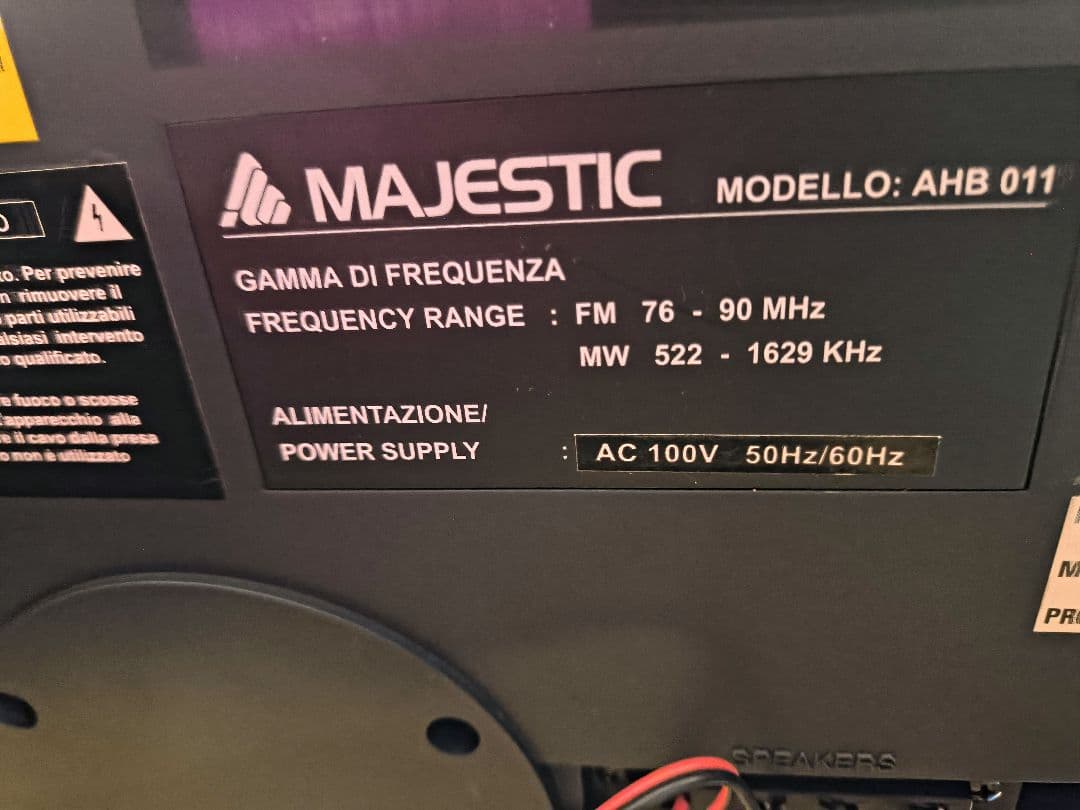 MAJESTIC MODELLO: AHB 011
GAMMA DI FREQUENZA
FREQUENCY RANGE : FM 76 - 90 MHz
MW 522 - 1629 KHz
ALIMENTAZIONE/
POWER SUPPLY : AC 100V 50Hz/60Hz
O
o. Per prevenire
n rimuovere il
parti utilizzabili
alsiasi intervento
o qualificato.
e fuoco o scosse
'apparecchio alla
e il cavo dalla presa
o non è utilizzato
M
PR
SPEAKERS